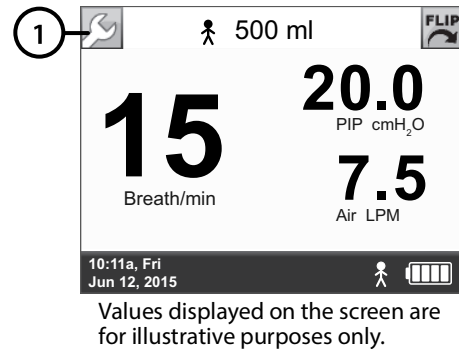 1
500 ml
FLIP
15
Breath/min
20.0
PIP cmH₂O
7.5
Air LPM
10:11a, Fri
Jun 12, 2015
Values displayed on the screen are
for illustrative purposes only.